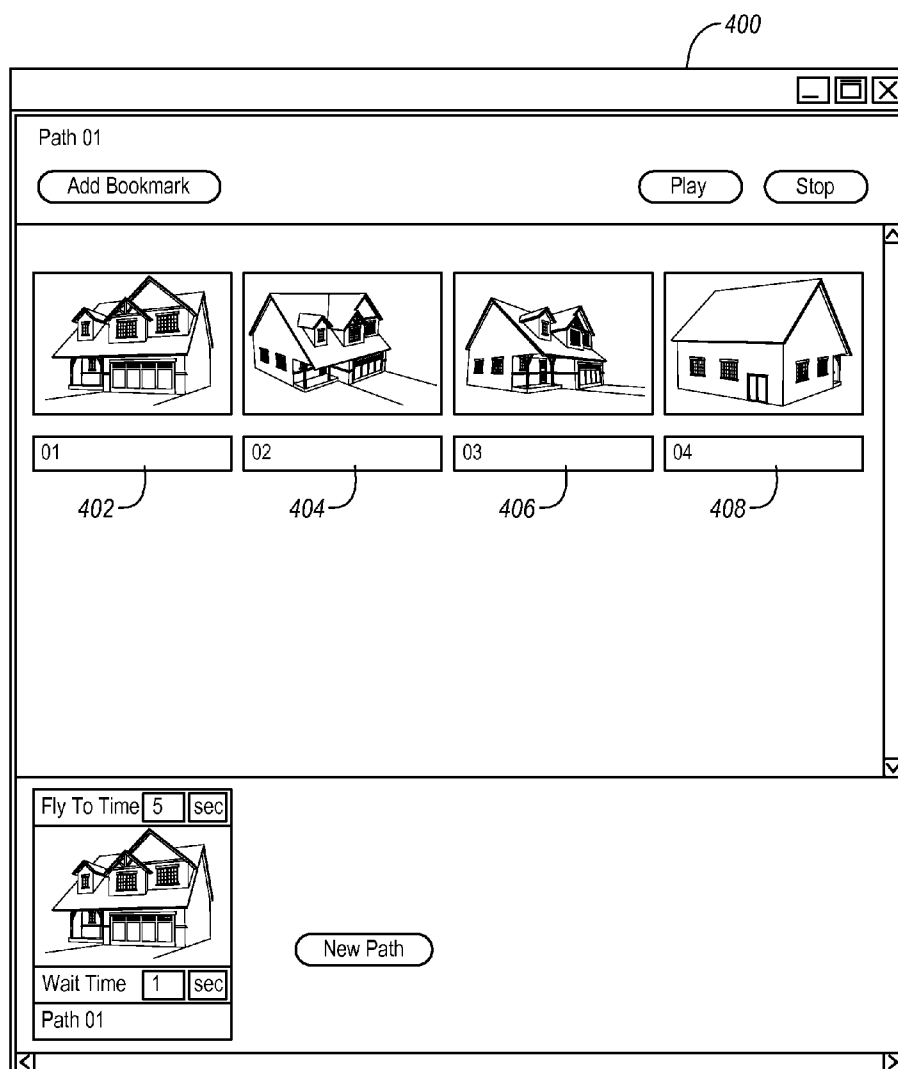 400
Path 01
Add Bookmark Play Stop
01 02 03 04
402 404 406 408
Fly To Time 5 sec
New Path
Wait Time 1 sec
Path 01